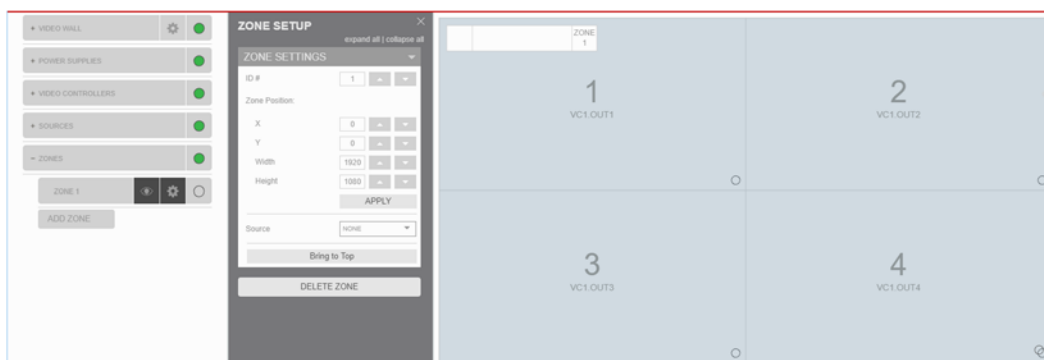 + VIDEO WALL
+ POWER SUPPLIES
+ VIDEO CONTROLLERS
+ SOURCES
- ZONES
ZONE 1
ADD ZONE
ZONE SETUP
expand all | collapse all
ZONE SETTINGS
ID # 1
Zone Position:
X 0
Y 0
Width 1920
Height 1080
APPLY
Source NONE
Bring to Top
DELETE ZONE
ZONE
1
1
VC1.OUT1
2
VC1.OUT2
3
VC1.OUT3
4
VC1.OUT4